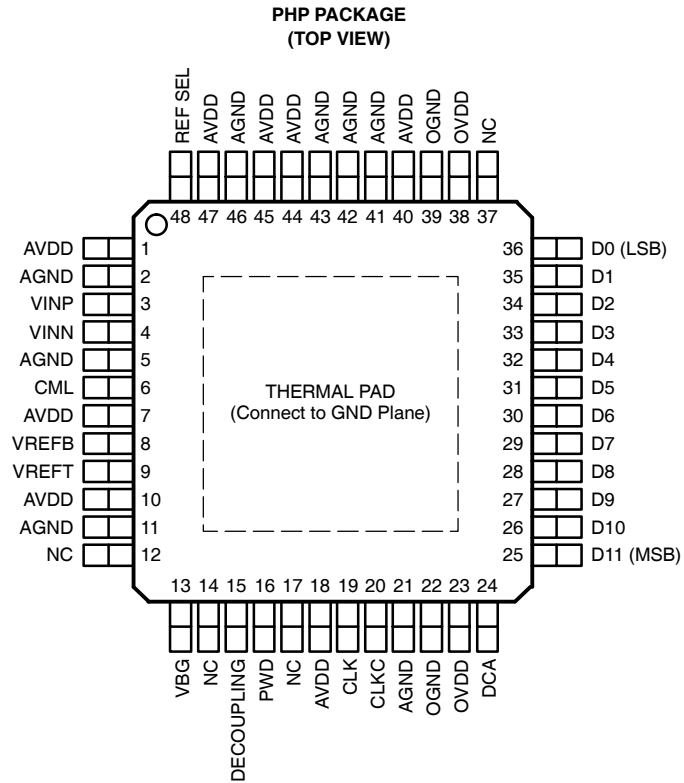 PHP PACKAGE
(TOP VIEW)
REF SEL
AVDD
AGND
AVDD
AVDD
AGND
AGND
AGND
AVDD
OGND
OVDD
NC
48 47 46 45 44 43 42 41 40 39 38 37
AVDD 1
AGND 2
VINP 3
VINN 4
AGND 5
CML 6
AVDD 7
VREFB 8
VREFT 9
AVDD 10
AGND 11
NC 12
THERMAL PAD
(Connect to GND Plane)
36 D0 (LSB)
35 D1
34 D2
33 D3
32 D4
31 D5
30 D6
29 D7
28 D8
27 D9
26 D10
25 D11 (MSB)
13 14 15 16 17 18 19 20 21 22 23 24
VBG
NC
DECOUPLING
PWD
NC
AVDD
CLK
CLKC
AGND
OGND
OVDD
DCA